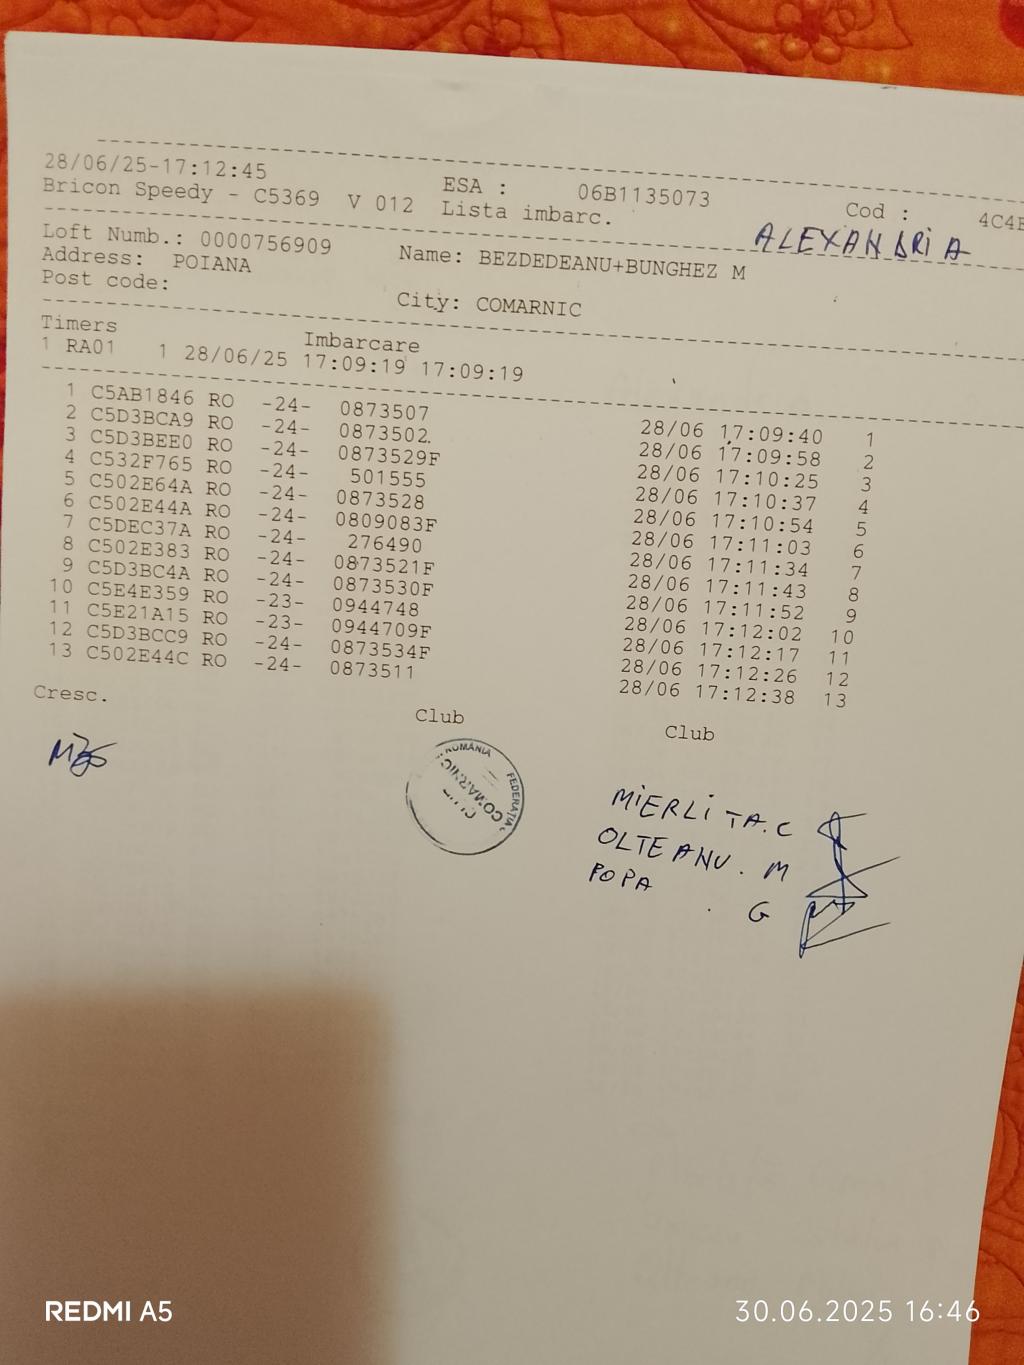 28/06/25-17:12:45 ESA : 06B1135073 Cod : 4C4E
Bricon Speedy - C5369 V 012 Lista imbarc.
ALEXANDRIA
Loft Numb.: 0000756909 Name: BEZDEDEANU+BUNGHEZ M
Address: POIANA
Post code: City: COMARNIC
Timers Imbarcare
1 RA01 1 28/06/25 17:09:19 17:09:19
1 C5AB1846 RO -24- 0873507 28/06 17:09:40 1
2 C5D3BCA9 RO -24- 0873502 28/06 17:09:58 2
3 C5D3BEE0 RO -24- 0873529F 28/06 17:10:25 3
4 C532F765 RO -24- 501555 28/06 17:10:37 4
5 C502E64A RO -24- 0873528 28/06 17:10:54 5
6 C502E44A RO -24- 0809083F 28/06 17:11:03 6
7 C5DEC37A RO -24- 276490 28/06 17:11:34 7
8 C502E383 RO -24- 0873521F 28/06 17:11:43 8
9 C5D3BC4A RO -24- 0873530F 28/06 17:11:52 9
10 C5E4E359 RO -23- 0944748 28/06 17:12:02 10
11 C5E21A15 RO -23- 0944709F 28/06 17:12:17 11
12 C5D3BCC9 RO -24- 0873534F 28/06 17:12:26 12
13 C502E44C RO -24- 0873511 28/06 17:12:38 13
Cresc. Club Club
ROMÂNIA
FEDERAȚIA
COMARNIC
MIERLITA.C
OLTEANU. M
POPA . G
REDMI A5
30.06.2025 16:46